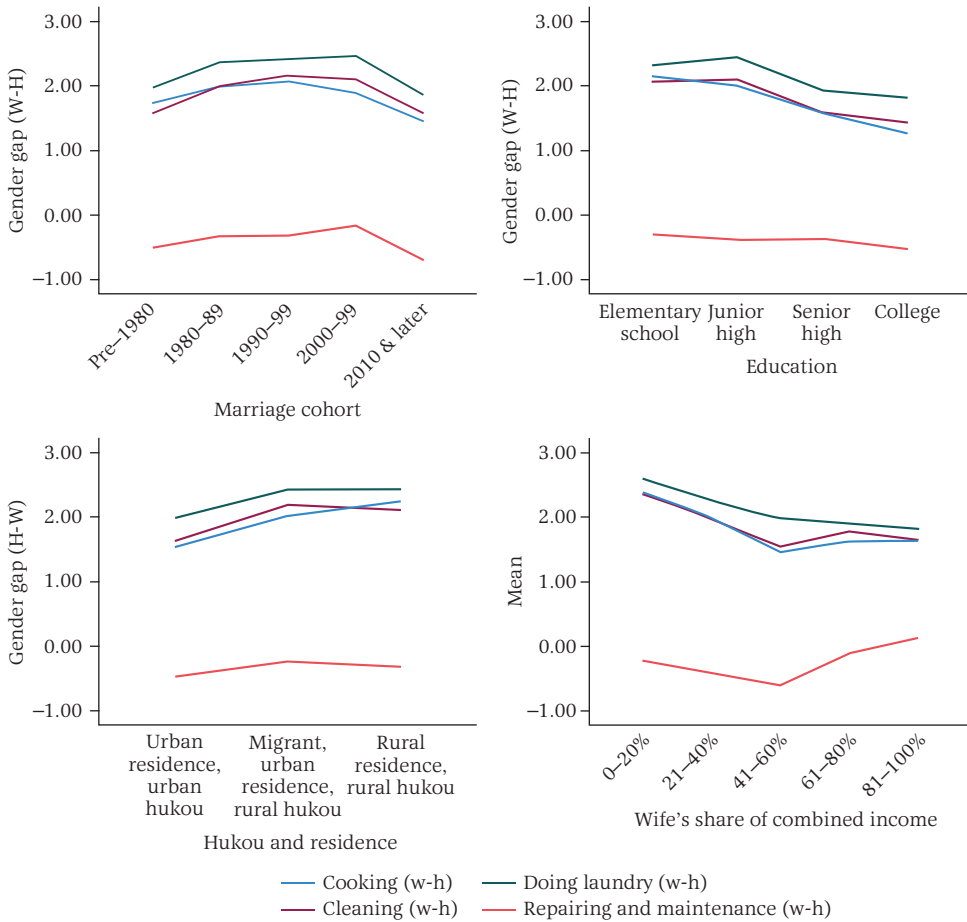 3.00
2.00
1.00
0.00
–1.00
Gender gap (W-H)
Pre–1980
1980–89
1990–99
2000–99
2010 & later
Marriage cohort
3.00
2.00
1.00
0.00
–1.00
Gender gap (W-H)
Elementary
school
Junior
high
Senior
high
College
Education
3.00
2.00
1.00
0.00
–1.00
Gender gap (H-W)
Urban
residence,
urban
hukou
Migrant,
urban
residence,
rural hukou
Rural
residence,
rural hukou
Hukou and residence
3.00
2.00
1.00
0.00
–1.00
Mean
0–20%
21–40%
41–60%
61–80%
81–100%
Wife's share of combined income
Cooking (w-h)
Doing laundry (w-h)
Cleaning (w-h)
Repairing and maintenance (w-h)